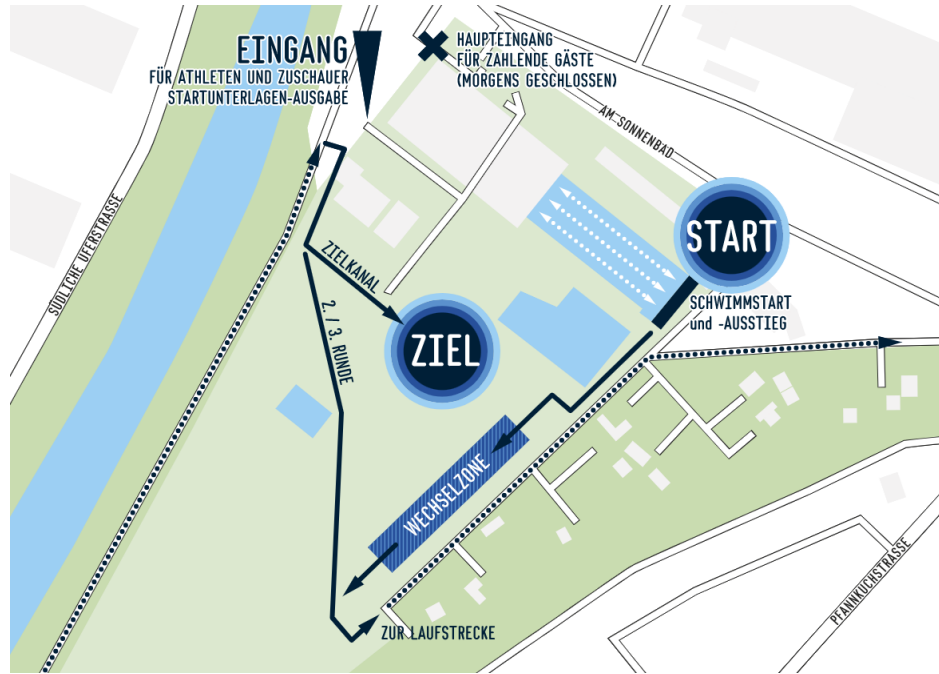 EINGANG
FÜR ATHLETEN UND ZUSCHAUER
STARTUNTERLAGEN-AUSGABE
HAUPTEINGANG
FÜR ZAHLENDE GÄSTE
(MORGENS GESCHLOSSEN)
AM SONNENBAD
START
SCHWIMMSTART
und -AUSSTIEG
SÜDLICHE UFERSTRASSE
ZIELKANAL
2. / 3. RUNDE
ZIEL
WECHSELZONE
ZUR LAUFSTRECKE
PFANNKUCHSTRASSE